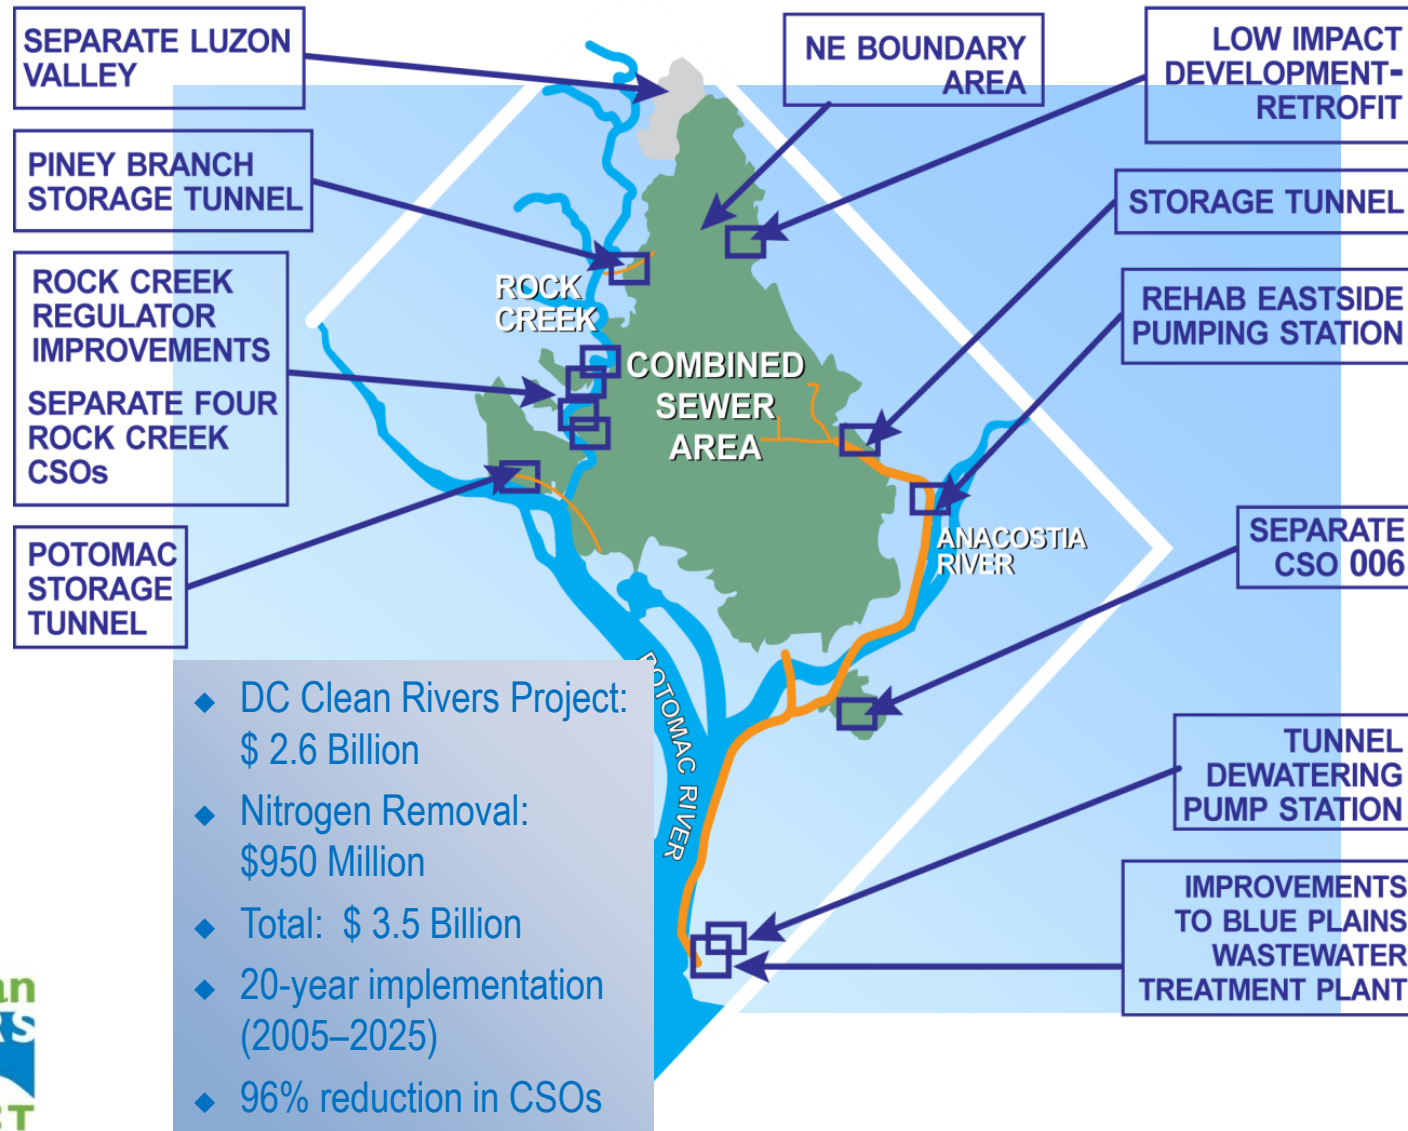 SEPARATE LUZON
VALLEY
PINEY BRANCH
STORAGE TUNNEL
ROCK CREEK
REGULATOR
IMPROVEMENTS
SEPARATE FOUR
ROCK CREEK
CSOs
POTOMAC
STORAGE
TUNNEL
NE BOUNDARY
AREA
LOW IMPACT
DEVELOPMENT-
RETROFIT
STORAGE TUNNEL
REHAB EASTSIDE
PUMPING STATION
SEPARATE
CSO 006
TUNNEL
DEWATERING
PUMP STATION
IMPROVEMENTS
TO BLUE PLAINS
WASTEWATER
TREATMENT PLANT
ROCK
CREEK
COMBINED
SEWER
AREA
ANACOSTIA
RIVER
POTOMAC RIVER
◆ DC Clean Rivers Project:
$ 2.6 Billion
◆ Nitrogen Removal:
$950 Million
◆ Total: $ 3.5 Billion
◆ 20-year implementation
(2005–2025)
◆ 96% reduction in CSOs